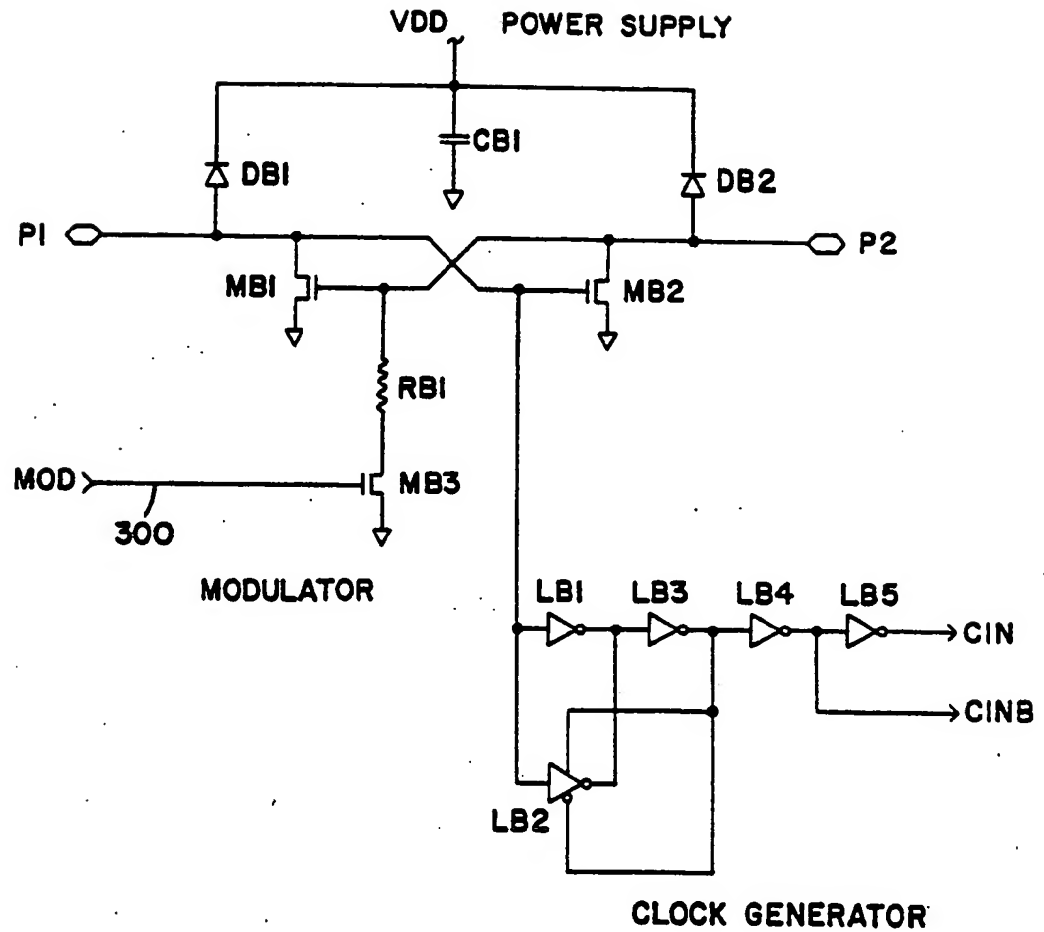 VDD POWER SUPPLY
CB1
DB1
DB2
P1
P2
MB1
MB2
RB1
MOD
MB3
300
MODULATOR
LB1 LB3 LB4 LB5
CIN
CINB
LB2
CLOCK GENERATOR